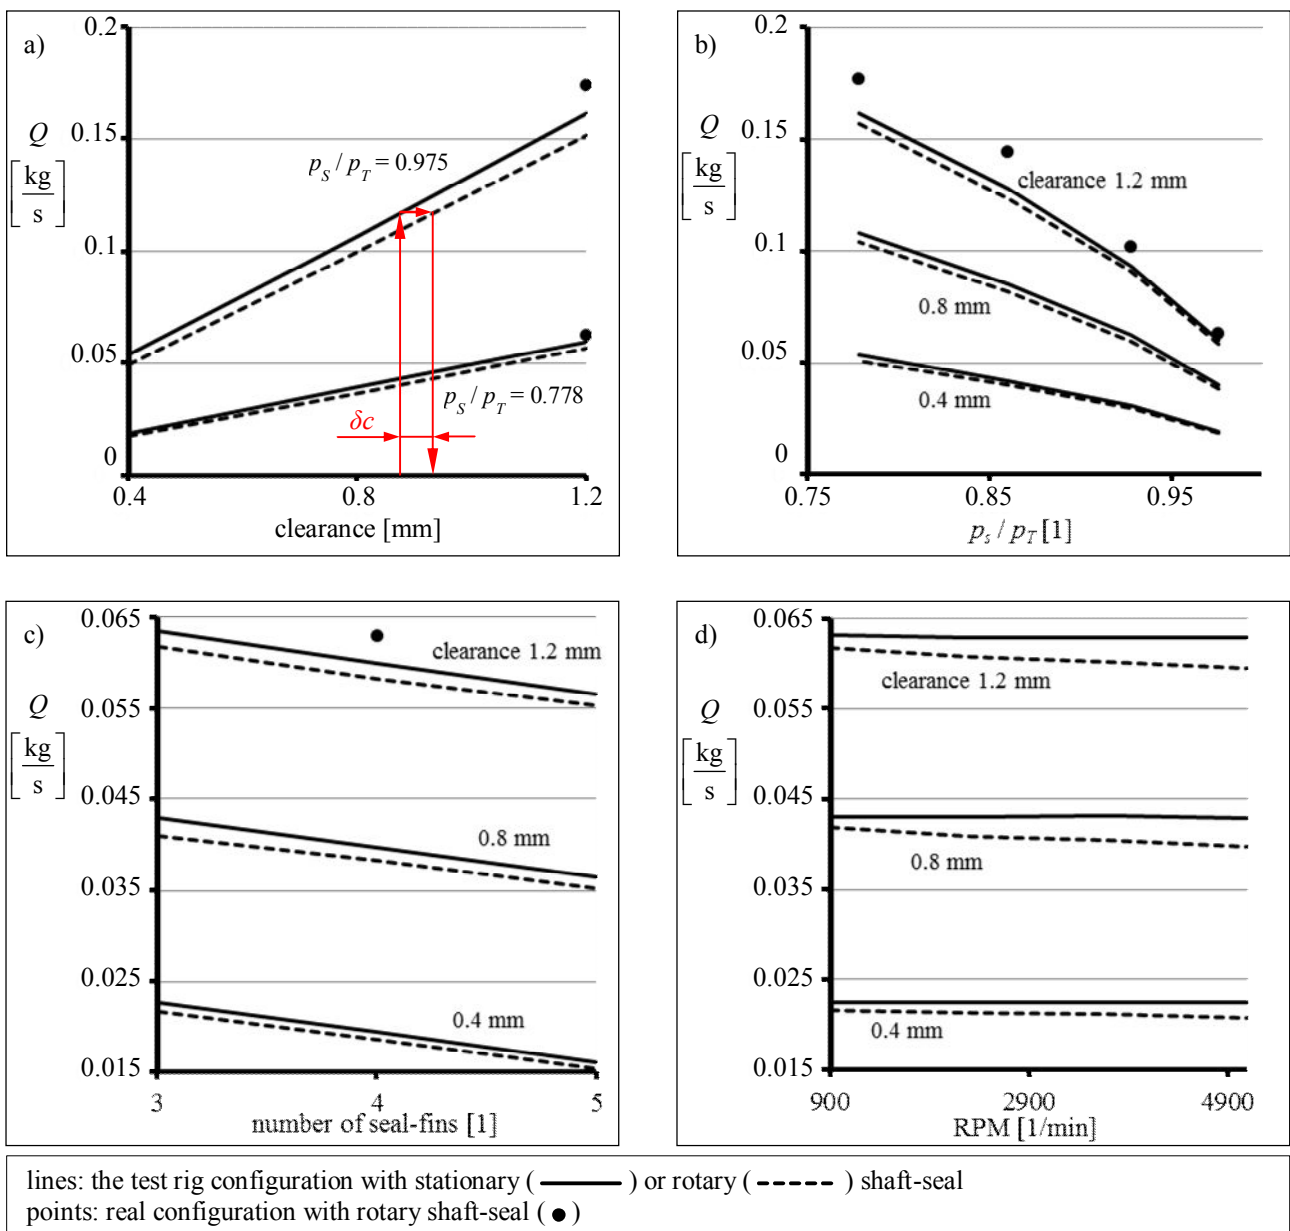 a)
0.2
Q
[kg/s]
0.15
0.1
0.05
0
p_S / p_T = 0.975
p_S / p_T = 0.778
δc
0.4
0.8
1.2
clearance [mm]
b)
0.2
Q
[kg/s]
0.15
0.1
0.05
0
clearance 1.2 mm
0.8 mm
0.4 mm
0.75
0.85
0.95
p_s / p_T [1]
c)
0.065
Q
[kg/s]
0.055
0.045
0.035
0.025
0.015
clearance 1.2 mm
0.8 mm
0.4 mm
3
4
5
number of seal-fins [1]
d)
0.065
Q
[kg/s]
0.055
0.045
0.035
0.025
0.015
clearance 1.2 mm
0.8 mm
0.4 mm
900
2900
4900
RPM [1/min]
lines: the test rig configuration with stationary ( ——— ) or rotary ( - - - - ) shaft-seal
points: real configuration with rotary shaft-seal ( ● )